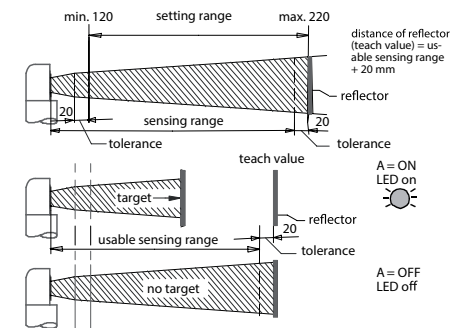 min. 120
setting range
max. 220
distance of reflector
(teach value) = us-
able sensing range
+ 20 mm
reflector
20
sensing range
20
tolerance
tolerance
teach value
A = ON
LED on
target
reflector
20
usable sensing range
tolerance
no target
A = OFF
LED off